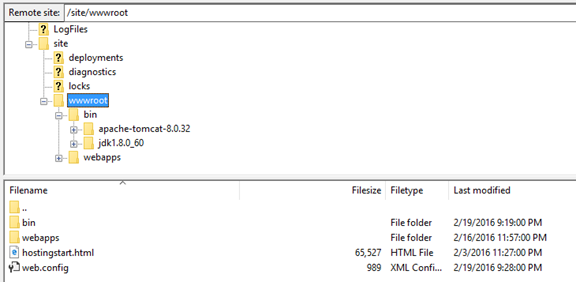 Remote site: /site/wwwroot
? LogFiles
site
? deployments
? diagnostics
? locks
wwwroot
bin
apache-tomcat-8.0.32
jdk1.8.0_60
webapps
Filename Filesize Filetype Last modified
..
bin File folder 2/19/2016 9:19:00 PM
webapps File folder 2/16/2016 11:57:00 PM
hostingstart.html 65,527 HTML File 2/3/2016 11:27:00 PM
web.config 989 XML Confi... 2/19/2016 9:28:00 PM